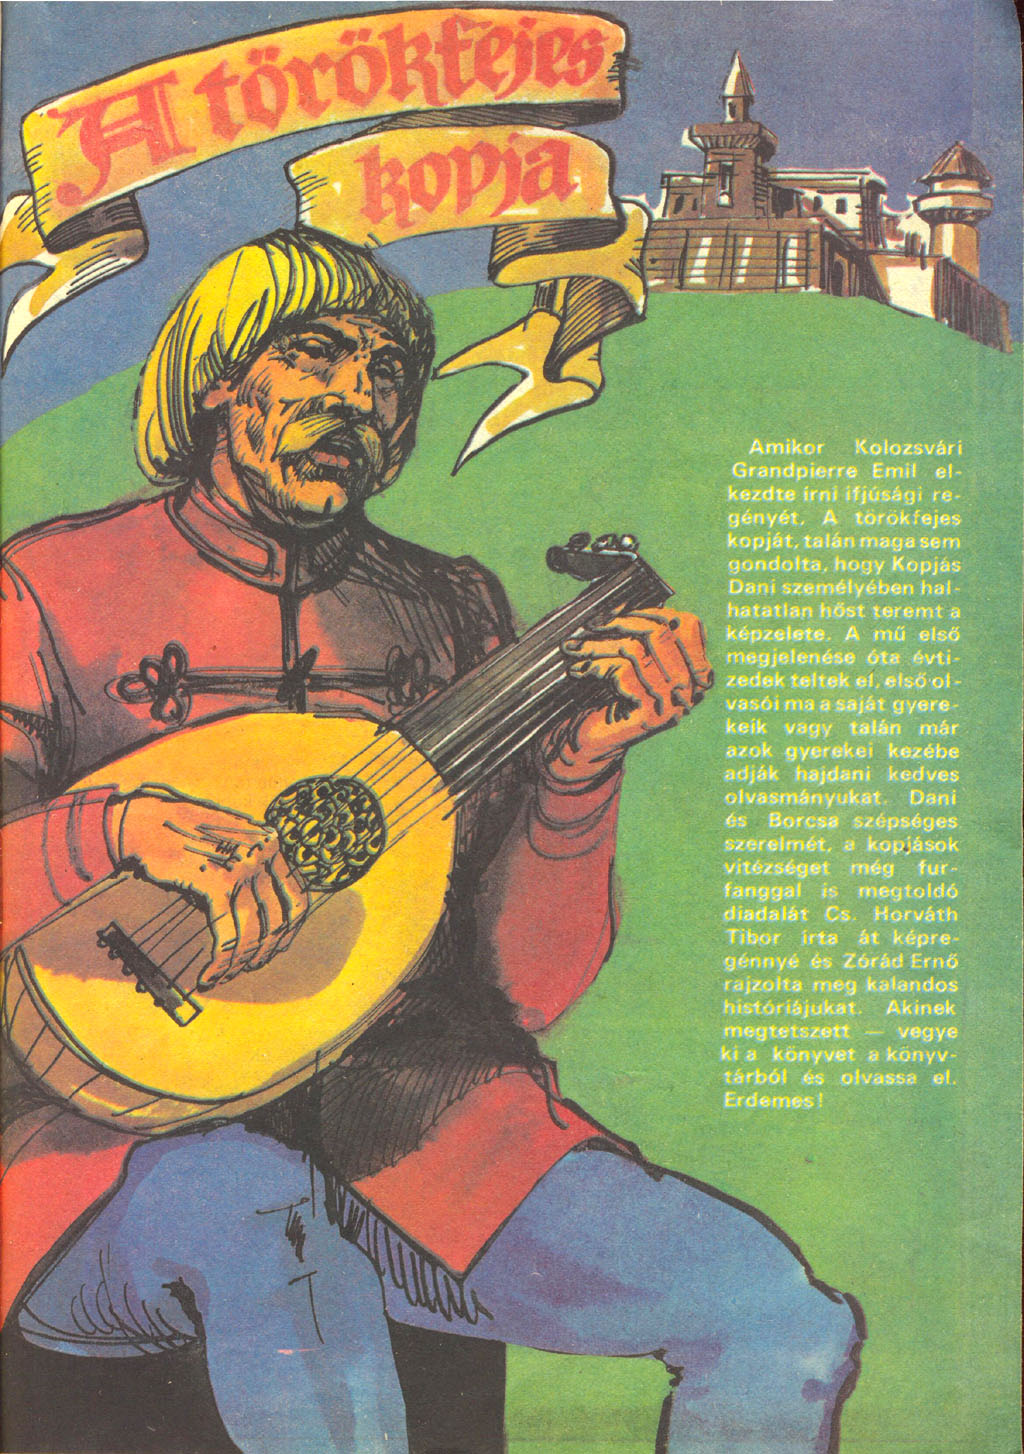 A törökfejes
kopja
Amikor Kolozsvári
Grandpierre Emil el-
kezdte írni ifjúsági re-
gényét, A törökfejes
kopját, talán maga sem
gondolta, hogy Kopjás
Dani személyében hal-
hatatlan hőst teremt a
képzelete. A mű első
megjelenése óta évti-
zedek teltek el, első ol-
vasói ma a saját gyere-
keik vagy talán már
azok gyerekei kezébe
adják hajdani kedves
olvasmányukat. Dani
és Borcsa szépséges
szerelmét, a kopjások
vitézséget még fur-
fanggal is megtoldó
diadalát Cs. Horváth
Tibor írta át képre-
génnyé és Zórád Ernő
rajzolta meg kalandos
históriájukat. Akinek
megtetszett — vegye
ki a könyvet a könyv-
tárból és olvassa el.
Érdemes!